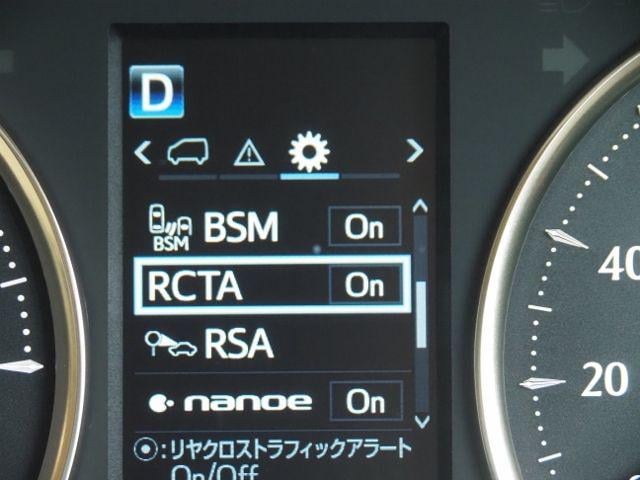 D
BSM BSM On
RCTA On
RSA
nanoe On
⦿:リヤクロストラフィックアラート
On/Off
40
20